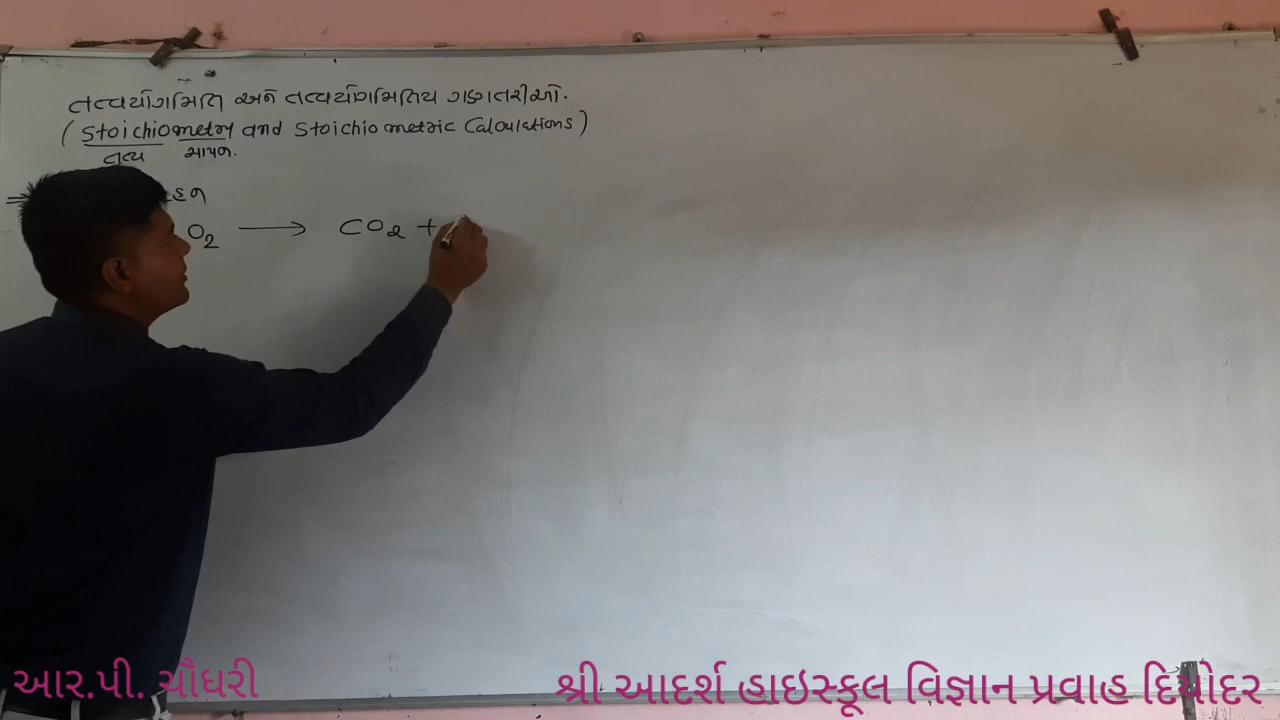 તત્વયોગમિતિ અને તત્વયોગમિતિય ગણતરીઓ.
(Stoichiometry and Stoichiometric Calculations)
તત્વ માપન.
O2 → CO2 +
આર.પી. ચૌધરી
શ્રી આદર્શ હાઇસ્કૂલ વિજ્ઞાન પ્રવાહ દિયોદર